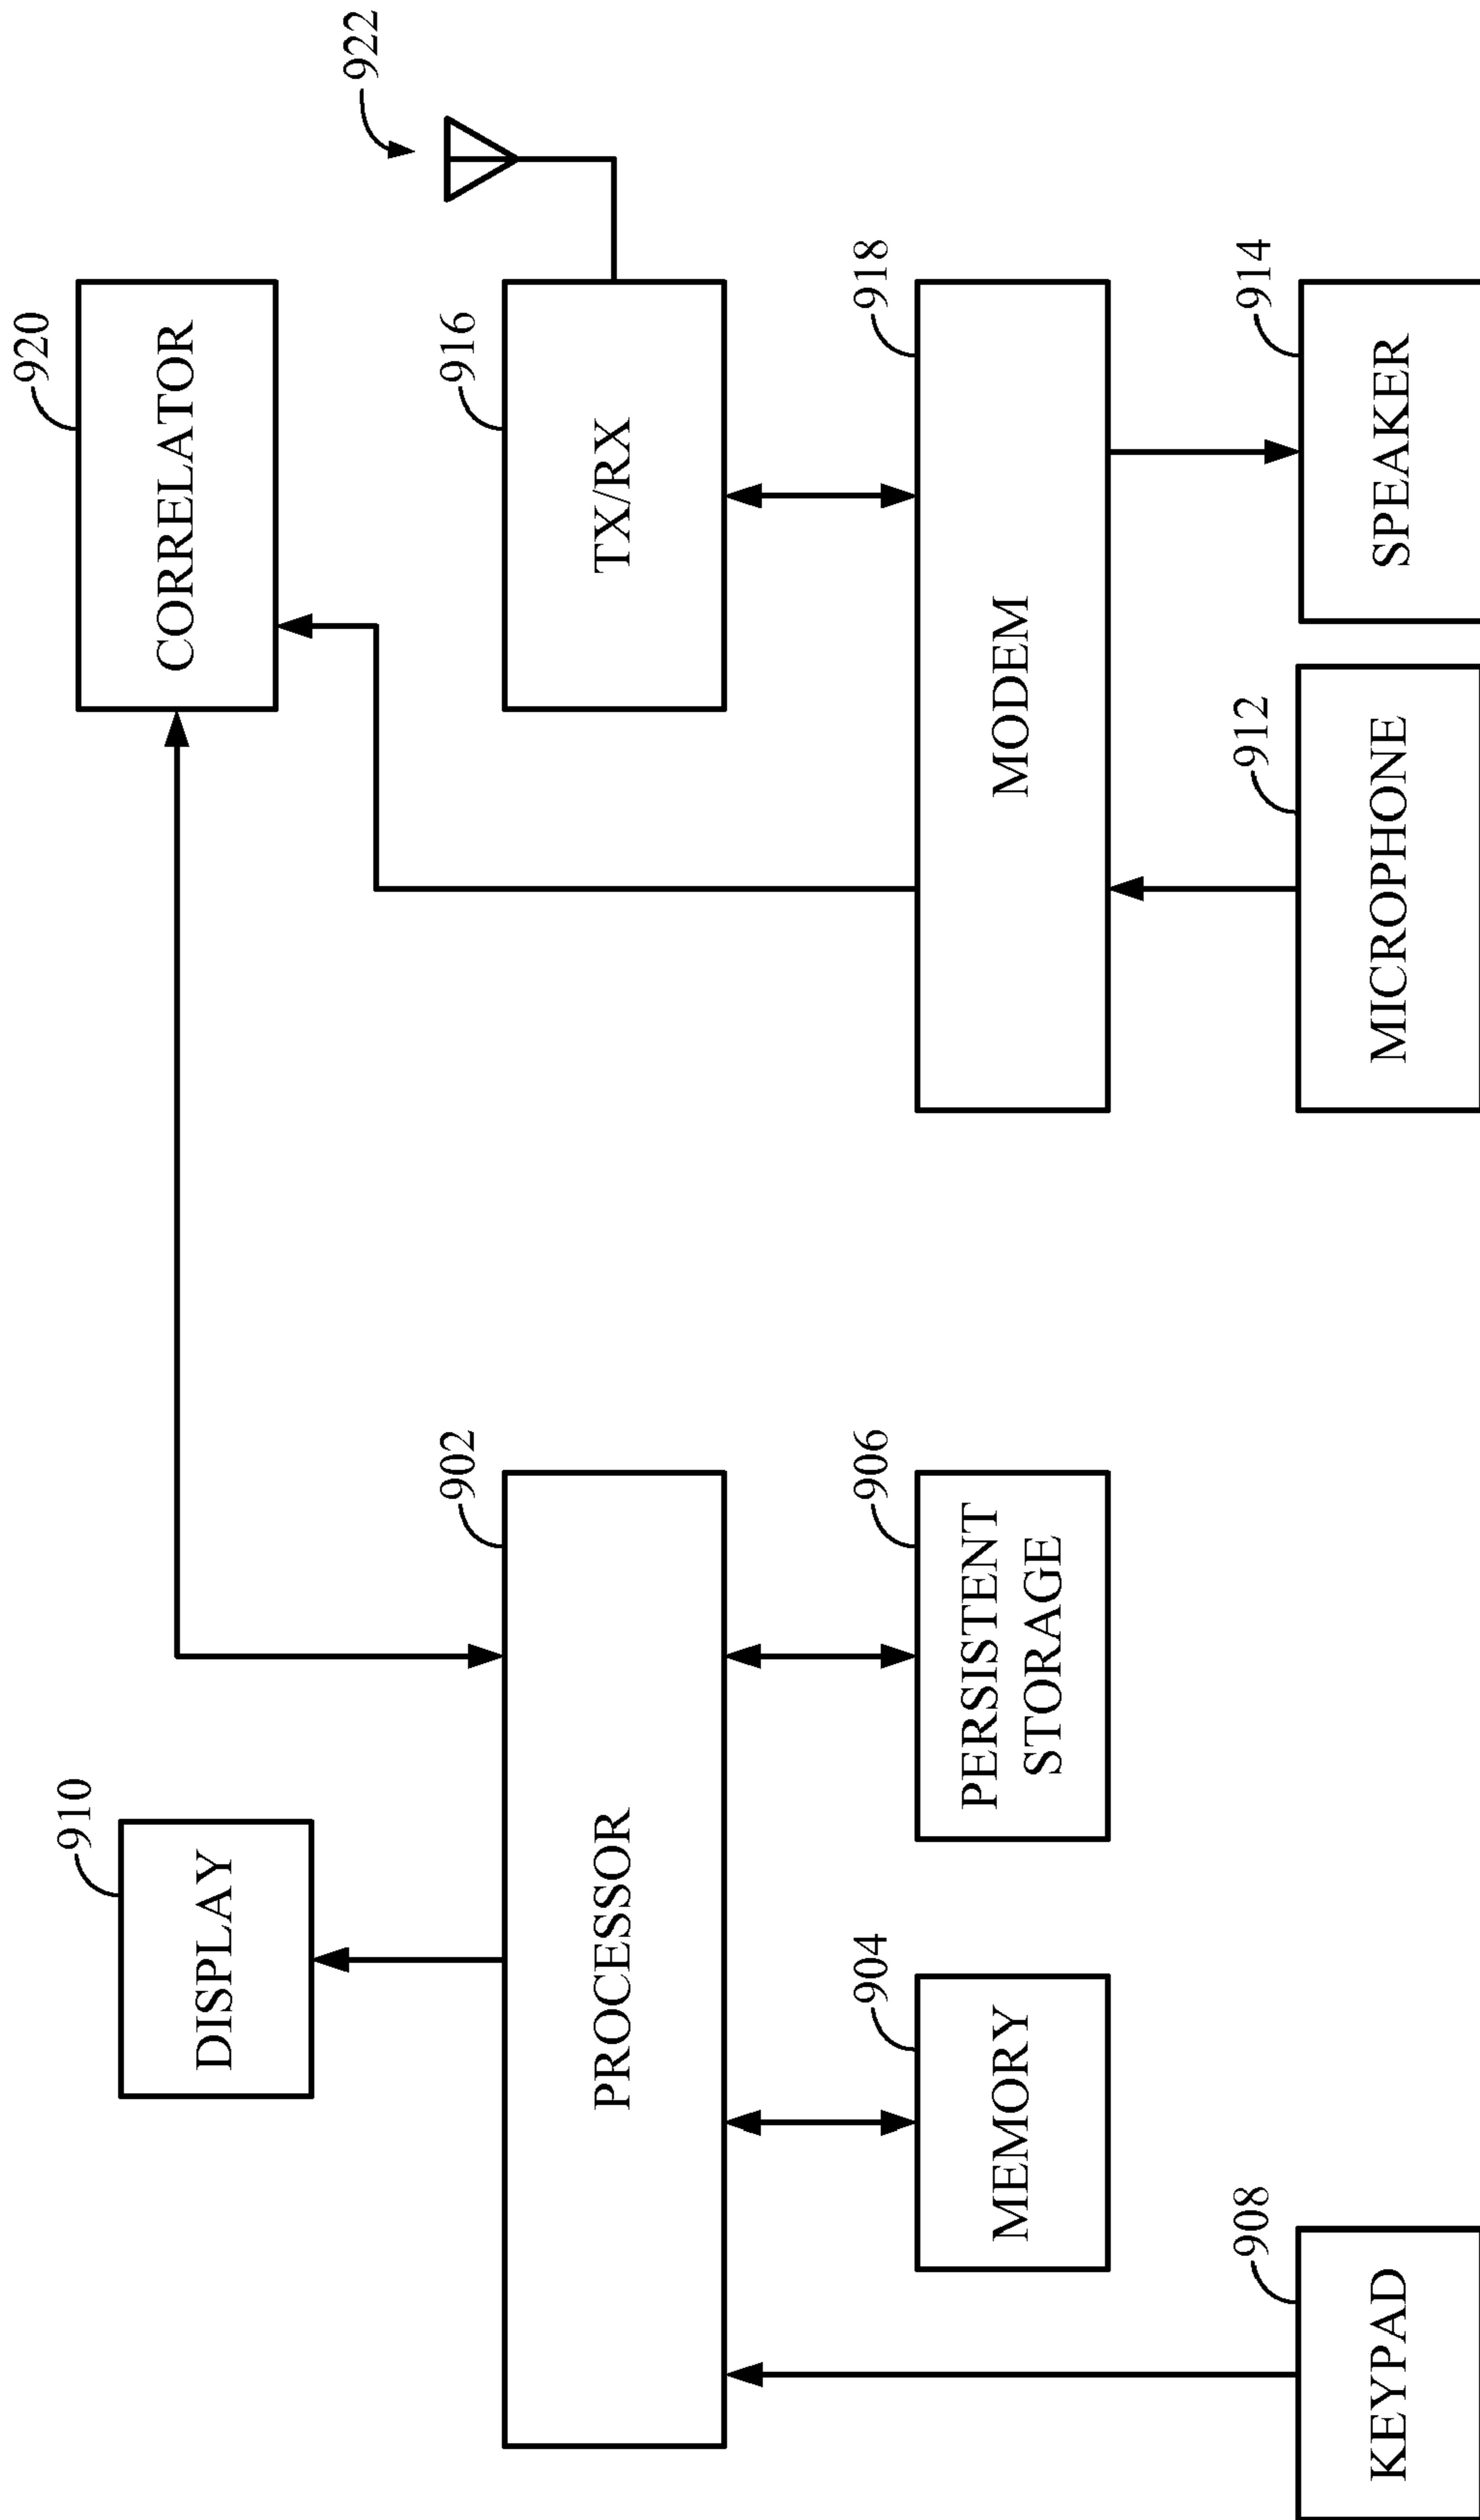 910
DISPLAY
920
CORRELATOR
922
902
PROCESSOR
916
TX/RX
904
MEMORY
906
PERSISTENT
STORAGE
918
MODEM
908
KEYPAD
912
MICROPHONE
914
SPEAKER